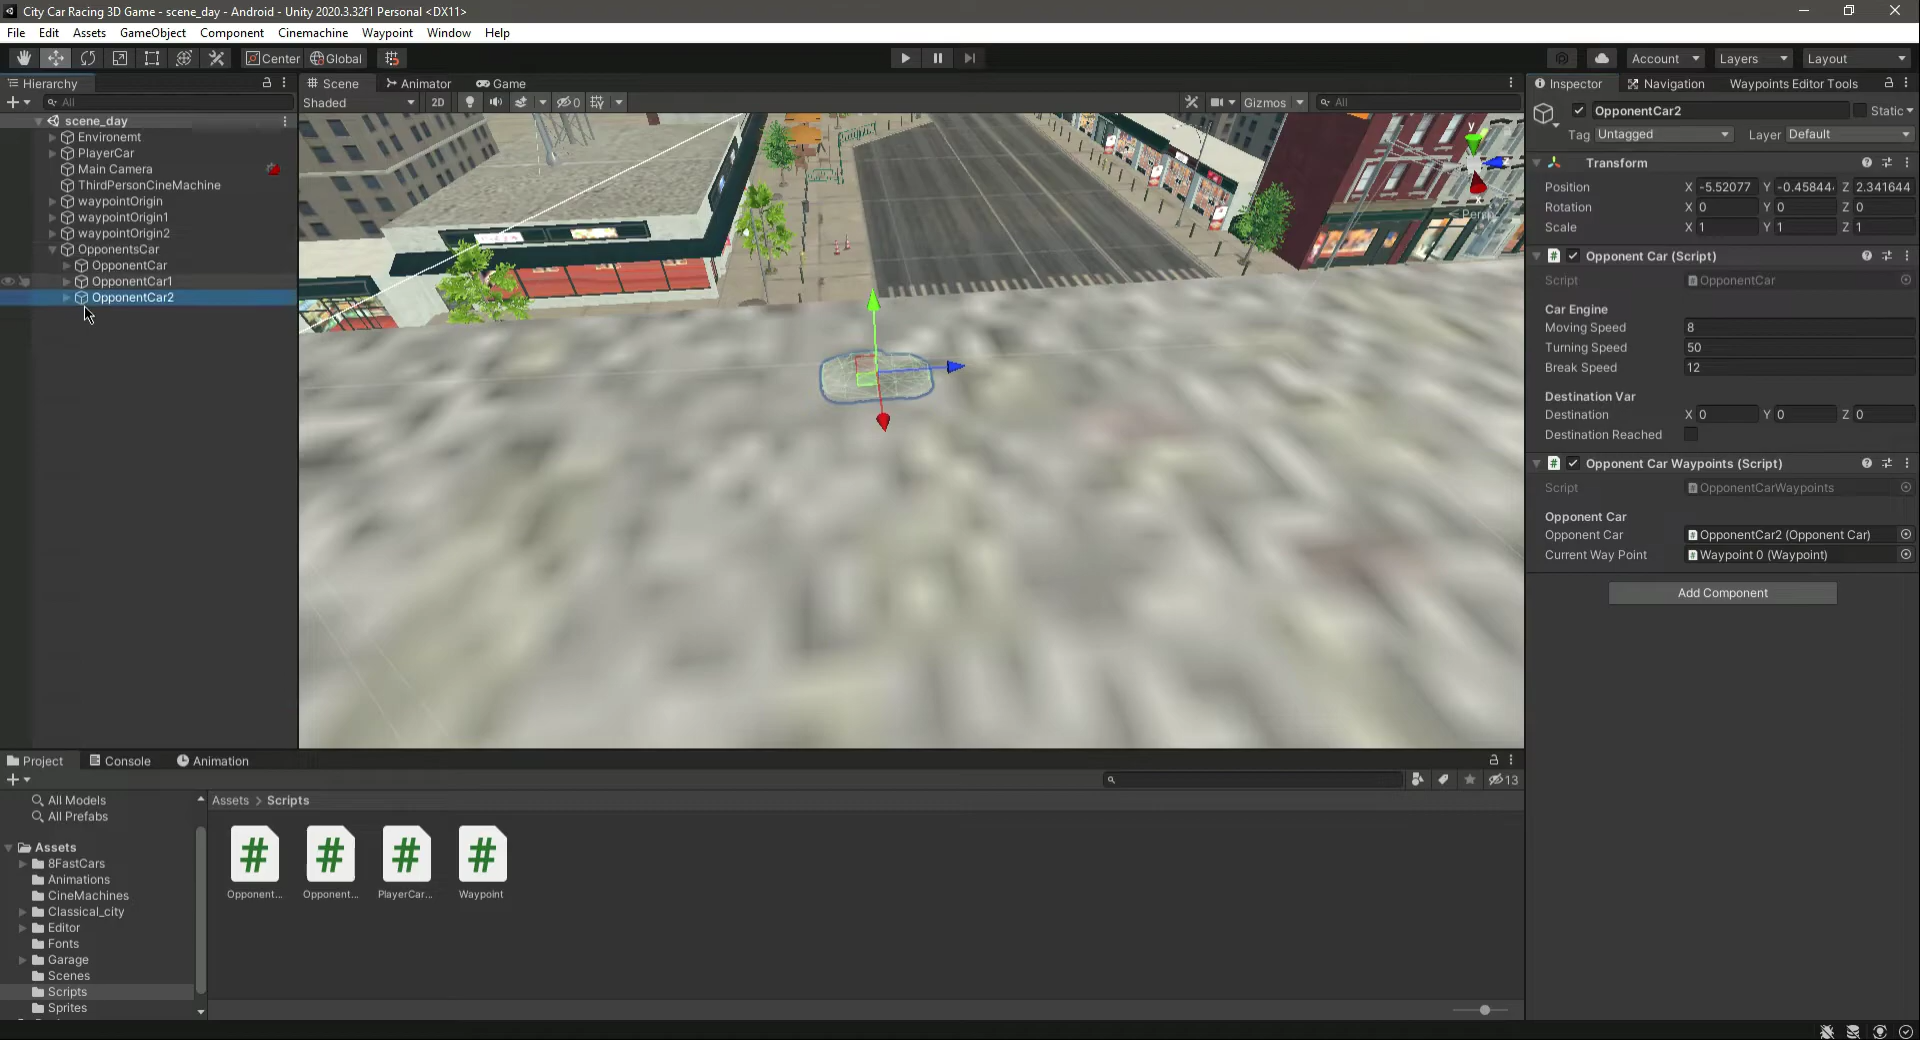 City Car Racing 3D Game - scene_day - Android - Unity 2020.3.32f1 Personal <DX11>
File Edit Assets GameObject Component Cinemachine Waypoint Window Help
Center Global Account Layers Layout
Hierarchy
All
scene_day
Environemt
PlayerCar
Main Camera
ThirdPersonCineMachine
waypointOrigin
waypointOrigin1
waypointOrigin2
OpponentsCar
OpponentCar
OpponentCar1
OpponentCar2
Scene Animator Game
Shaded 2D 0 Gizmos All
y
Persp
Inspector Navigation Waypoints Editor Tools
OpponentCar2 Static
Tag Untagged Layer Default
Transform
Position X -5.52077 Y -0.45844 Z 2.341644
Rotation X 0 Y 0 Z 0
Scale X 1 Y 1 Z 1
Opponent Car (Script)
Script OpponentCar
Car Engine
Moving Speed 8
Turning Speed 50
Break Speed 12
Destination Var
Destination X 0 Y 0 Z 0
Destination Reached
Opponent Car Waypoints (Script)
Script OpponentCarWaypoints
Opponent Car
Opponent Car OpponentCar2 (Opponent Car)
Current Way Point Waypoint 0 (Waypoint)
Add Component
Project Console Animation
13
All Models
All Prefabs
Assets
8FastCars
Animations
CineMachines
Classical_city
Editor
Fonts
Garage
Scenes
Scripts
Sprites
Assets > Scripts
Opponent... Opponent... PlayerCar... Waypoint